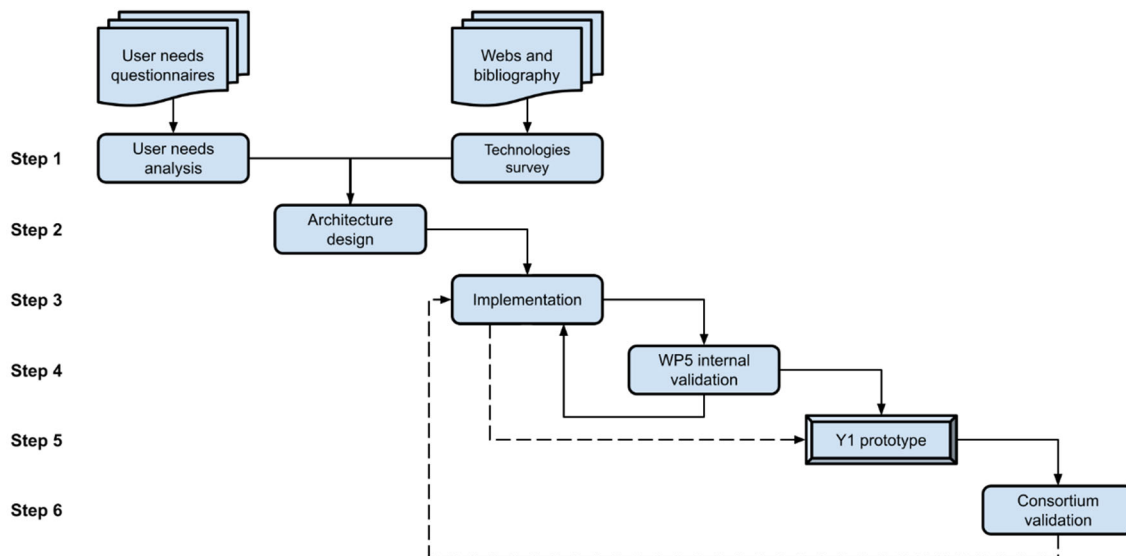 User needs
questionnaires
Webs and
bibliography
Step 1
User needs
analysis
Technologies
survey
Step 2
Architecture
design
Step 3
Implementation
Step 4
WP5 internal
validation
Step 5
Y1 prototype
Step 6
Consortium
validation